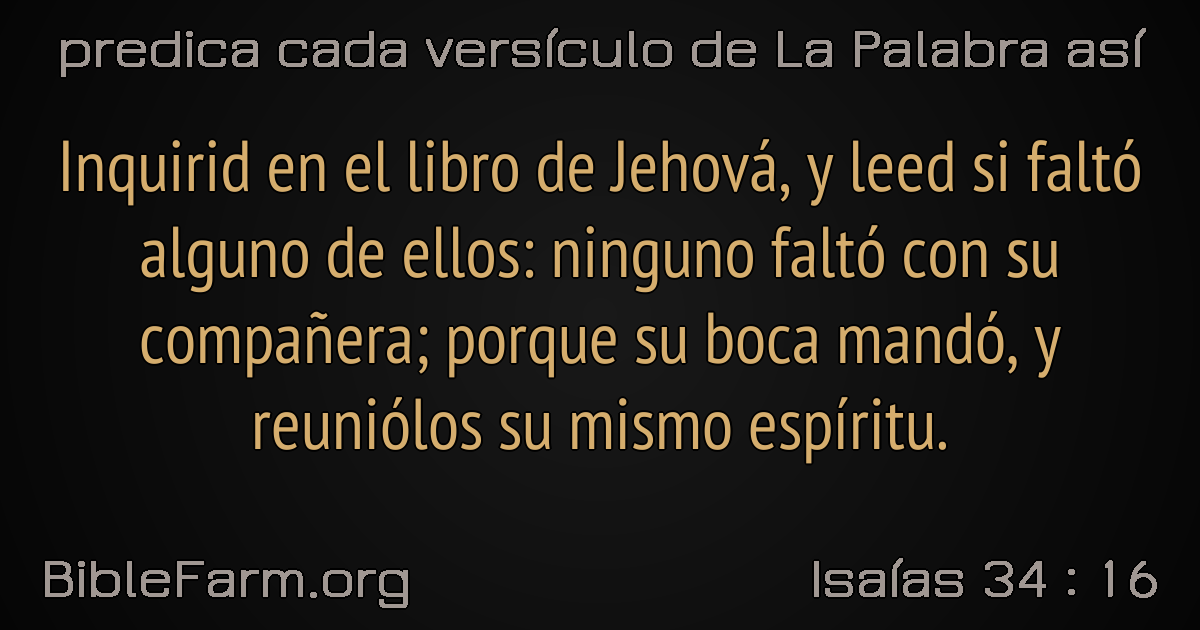 predica cada versículo de La Palabra así
Inquirid en el libro de Jehová, y leed si faltó
alguno de ellos: ninguno faltó con su
compañera; porque su boca mandó, y
reuniólos su mismo espíritu.
BibleFarm.org
Isaías 34 : 16